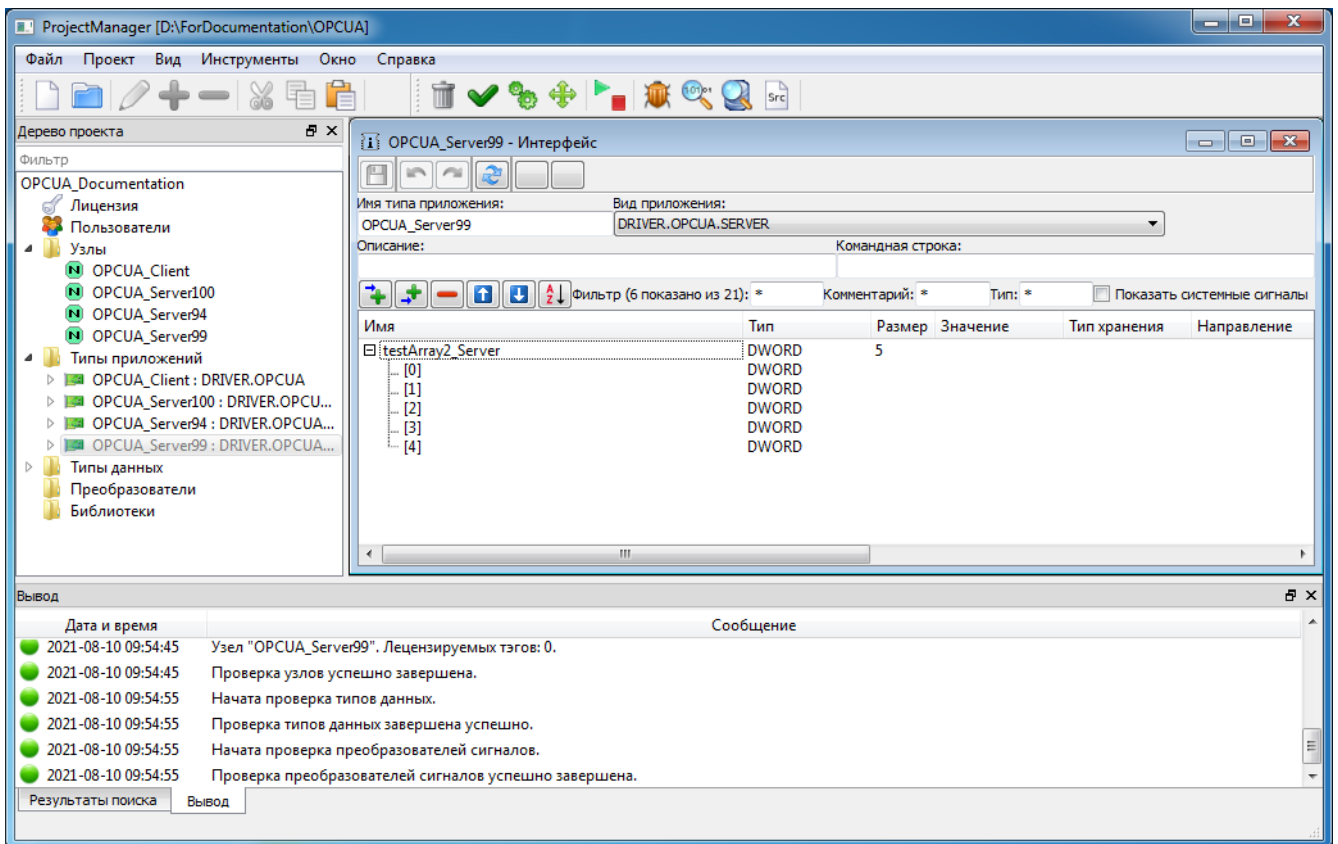 ProjectManager [D:\ForDocumentation\OPCUA]
Файл Проект Вид Инструменты Окно Справка
Src
Дерево проекта
Фильтр
OPCUA_Documentation
Лицензия
Пользователи
Узлы
N OPCUA_Client
N OPCUA_Server100
N OPCUA_Server94
N OPCUA_Server99
Типы приложений
OPCUA_Client : DRIVER.OPCUA
OPCUA_Server100 : DRIVER.OPCU...
OPCUA_Server94 : DRIVER.OPCUA...
OPCUA_Server99 : DRIVER.OPCUA...
Типы данных
Преобразователи
Библиотеки
OPCUA_Server99 - Интерфейс
Имя типа приложения: Вид приложения:
OPCUA_Server99 DRIVER.OPCUA.SERVER
Описание: Командная строка:
Фильтр (6 показано из 21): * Комментарий: * Тип: * Показать системные сигналы
Имя Тип Размер Значение Тип хранения Направление
testArray2_Server DWORD 5
[0] DWORD
[1] DWORD
[2] DWORD
[3] DWORD
[4] DWORD
Вывод
Дата и время Сообщение
2021-08-10 09:54:45 Узел "OPCUA_Server99". Лецензируемых тэгов: 0.
2021-08-10 09:54:45 Проверка узлов успешно завершена.
2021-08-10 09:54:55 Начата проверка типов данных.
2021-08-10 09:54:55 Проверка типов данных завершена успешно.
2021-08-10 09:54:55 Начата проверка преобразователей сигналов.
2021-08-10 09:54:55 Проверка преобразователей сигналов успешно завершена.
Результаты поиска Вывод